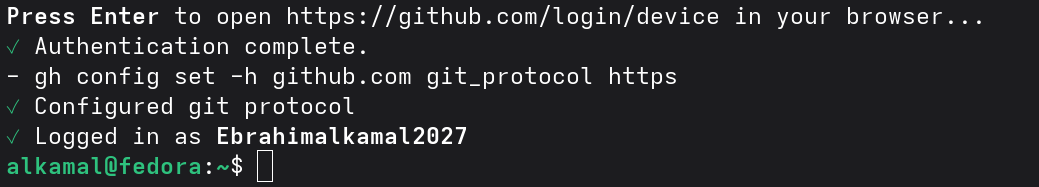 Press Enter to open https://github.com/login/device in your browser...
✓ Authentication complete.
- gh config set -h github.com git_protocol https
✓ Configured git protocol
✓ Logged in as Ebrahimalkamal2027
alkamal@fedora:~$